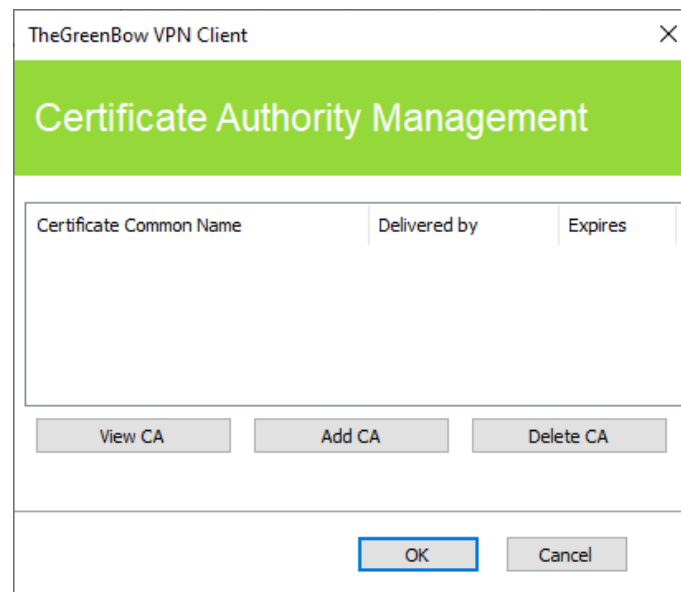 TheGreenBow VPN Client
Certificate Authority Management
Certificate Common Name Delivered by Expires
View CA Add CA Delete CA
OK Cancel